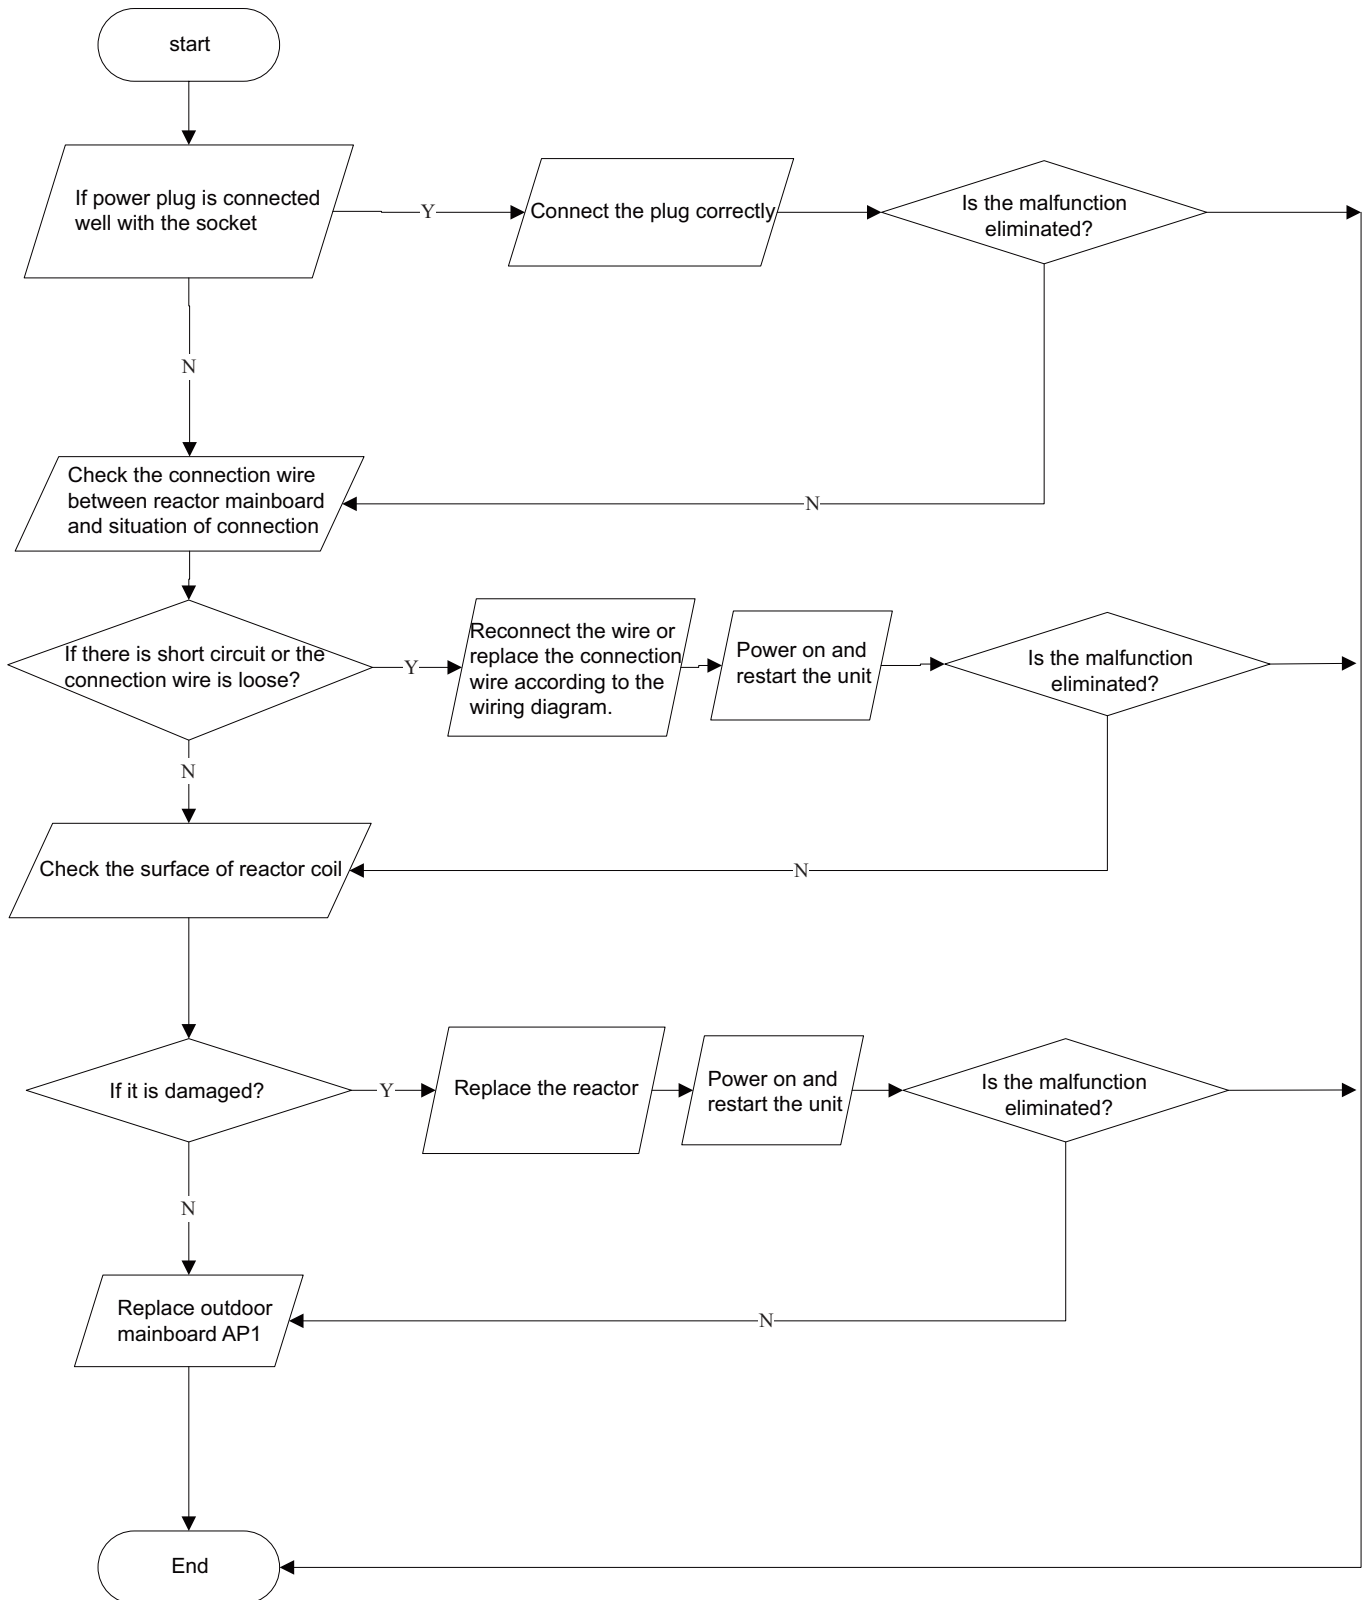 start
If power plug is connected
well with the socket
Y
Connect the plug correctly
Is the malfunction
eliminated?
N
Check the connection wire
between reactor mainboard
and situation of connection
N
If there is short circuit or the
connection wire is loose?
Y
Reconnect the wire or
replace the connection
wire according to the
wiring diagram.
Power on and
restart the unit
Is the malfunction
eliminated?
N
Check the surface of reactor coil
N
If it is damaged?
Y
Replace the reactor
Power on and
restart the unit
Is the malfunction
eliminated?
N
Replace outdoor
mainboard AP1
N
End